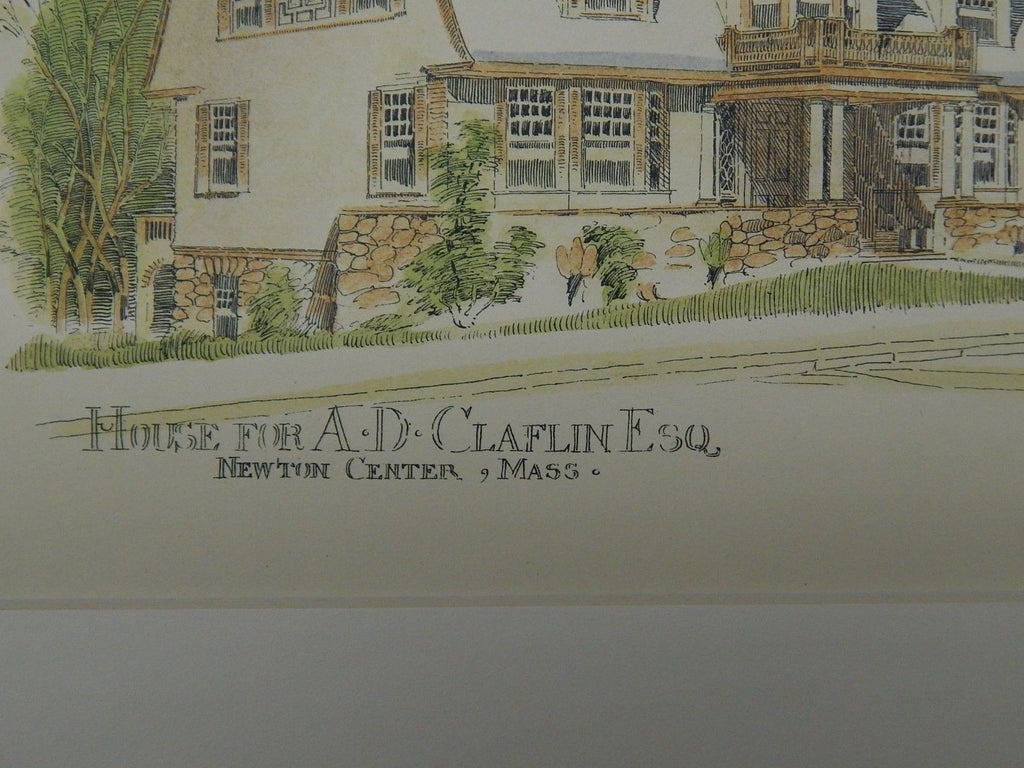 House for A·D· Claflin Esq.
Newton Center, Mass.